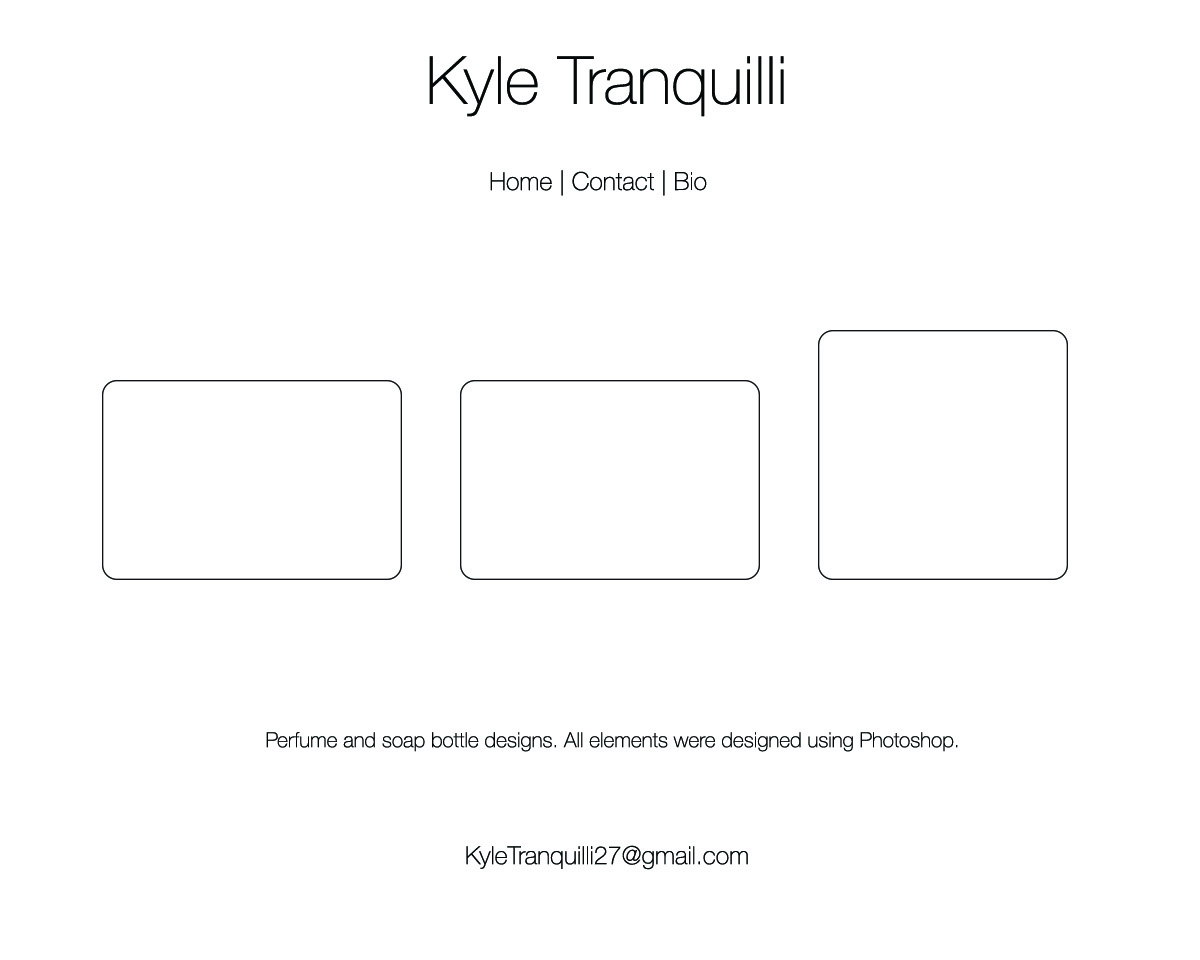 Kyle Tranquilli
Home | Contact | Bio
Perfume and soap bottle designs. All elements were designed using Photoshop.
KyleTranquilli27@gmail.com